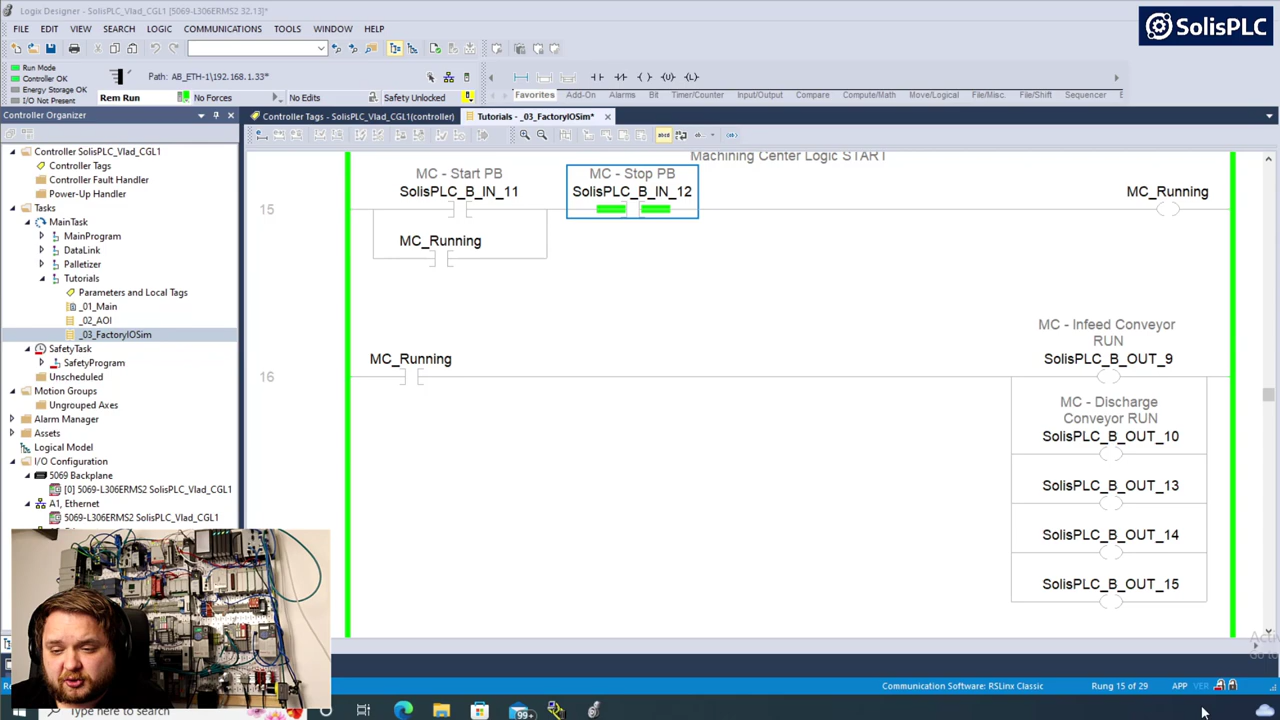 Logix Designer - SolisPLC_Vlad_CGL1 [5069-L306ERMS2 32.13]*
SolisPLC
FILE EDIT VIEW SEARCH LOGIC COMMUNICATIONS TOOLS WINDOW HELP
Run Mode
Controller OK
Energy Storage OK
I/O Not Present
Path: AB_ETH-1\192.168.1.33*
Rem Run No Forces No Edits Safety Unlocked
Favorites Add-On Alarms Bit Timer/Counter Input/Output Compare Compute/Math Move/Logical File/Misc. File/Shift Sequencer
Controller Organizer
Controller Tags - SolisPLC_Vlad_CGL1(controller)
Tutorials - _03_FactoryIOSim*
Controller SolisPLC_Vlad_CGL1
Controller Tags
Controller Fault Handler
Power-Up Handler
Tasks
MainTask
MainProgram
DataLink
Palletizer
Tutorials
Parameters and Local Tags
_01_Main
_02_AOI
_03_FactoryIOSim
SafetyTask
SafetyProgram
Unscheduled
Motion Groups
Ungrouped Axes
Alarm Manager
Assets
Logical Model
I/O Configuration
5069 Backplane
[0] 5069-L306ERMS2 SolisPLC_Vlad_CGL1
A1, Ethernet
5069-L306ERMS2 SolisPLC_Vlad_CGL1
Machining Center Logic START
15
MC - Start PB
SolisPLC_B_IN_11
MC - Stop PB
SolisPLC_B_IN_12
MC_Running
MC_Running
16
MC_Running
MC - Infeed Conveyor
RUN
SolisPLC_B_OUT_9
MC - Discharge
Conveyor RUN
SolisPLC_B_OUT_10
SolisPLC_B_OUT_13
SolisPLC_B_OUT_14
SolisPLC_B_OUT_15
Communication Software: RSLinx Classic
Rung 15 of 29
APP
VER
Type here to search
99+